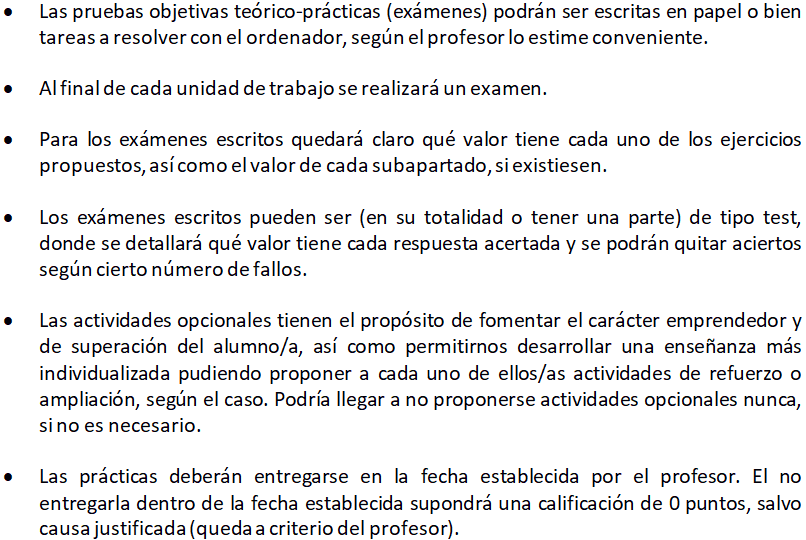 • Las pruebas objetivas teórico-prácticas (exámenes) podrán ser escritas en papel o bien
tareas a resolver con el ordenador, según el profesor lo estime conveniente.
• Al final de cada unidad de trabajo se realizará un examen.
• Para los exámenes escritos quedará claro qué valor tiene cada uno de los ejercicios
propuestos, así como el valor de cada subapartado, si existiesen.
• Los exámenes escritos pueden ser (en su totalidad o tener una parte) de tipo test,
donde se detallará qué valor tiene cada respuesta acertada y se podrán quitar aciertos
según cierto número de fallos.
• Las actividades opcionales tienen el propósito de fomentar el carácter emprendedor y
de superación del alumno/a, así como permitirnos desarrollar una enseñanza más
individualizada pudiendo proponer a cada uno de ellos/as actividades de refuerzo o
ampliación, según el caso. Podría llegar a no proponerse actividades opcionales nunca,
si no es necesario.
• Las prácticas deberán entregarse en la fecha establecida por el profesor. El no
entregarla dentro de la fecha establecida supondrá una calificación de 0 puntos, salvo
causa justificada (queda a criterio del profesor).